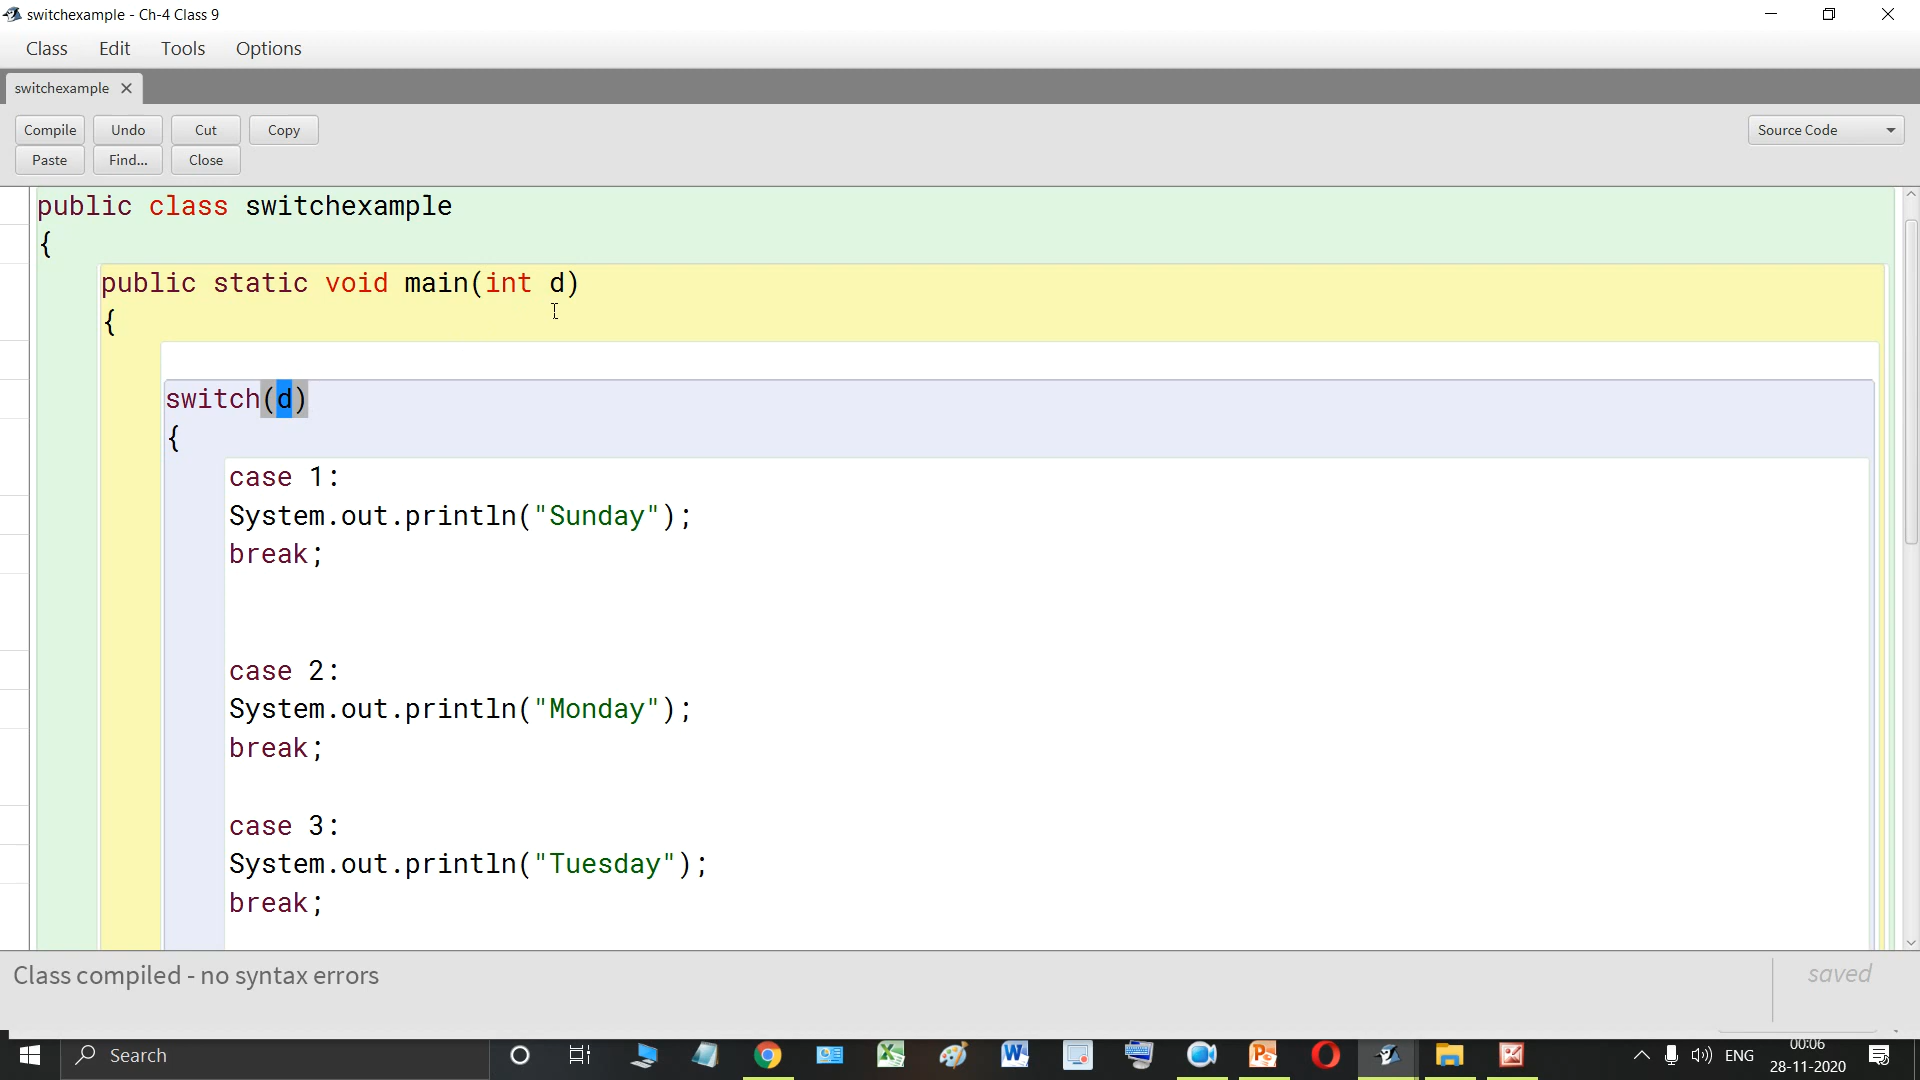 switchexample - Ch-4 Class 9
Class Edit Tools Options
switchexample
Compile Undo Cut Copy Source Code
Paste Find... Close
public class switchexample
{
public static void main(int d)
{
switch(d)
{
case 1:
System.out.println("Sunday");
break;
case 2:
System.out.println("Monday");
break;
case 3:
System.out.println("Tuesday");
break;
Class compiled - no syntax errors saved
Search ENG 00:06
28-11-2020